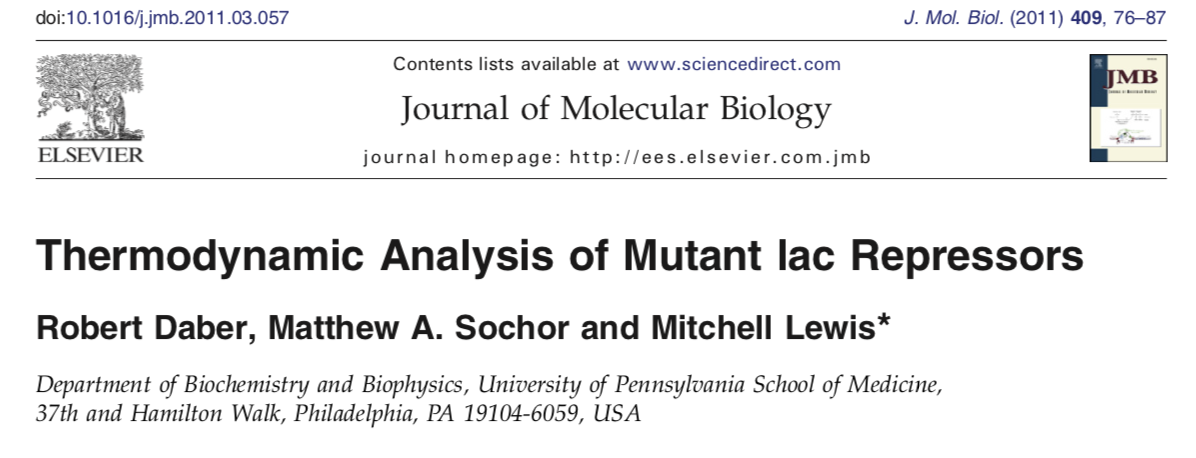 doi:10.1016/j.jmb.2011.03.057
J. Mol. Biol. (2011) 409, 76–87
Contents lists available at www.sciencedirect.com
Journal of Molecular Biology
journal homepage: http://ees.elsevier.com.jmb
ELSEVIER
JMB
Thermodynamic Analysis of Mutant lac Repressors
Robert Daber, Matthew A. Sochor and Mitchell Lewis*
Department of Biochemistry and Biophysics, University of Pennsylvania School of Medicine,
37th and Hamilton Walk, Philadelphia, PA 19104-6059, USA